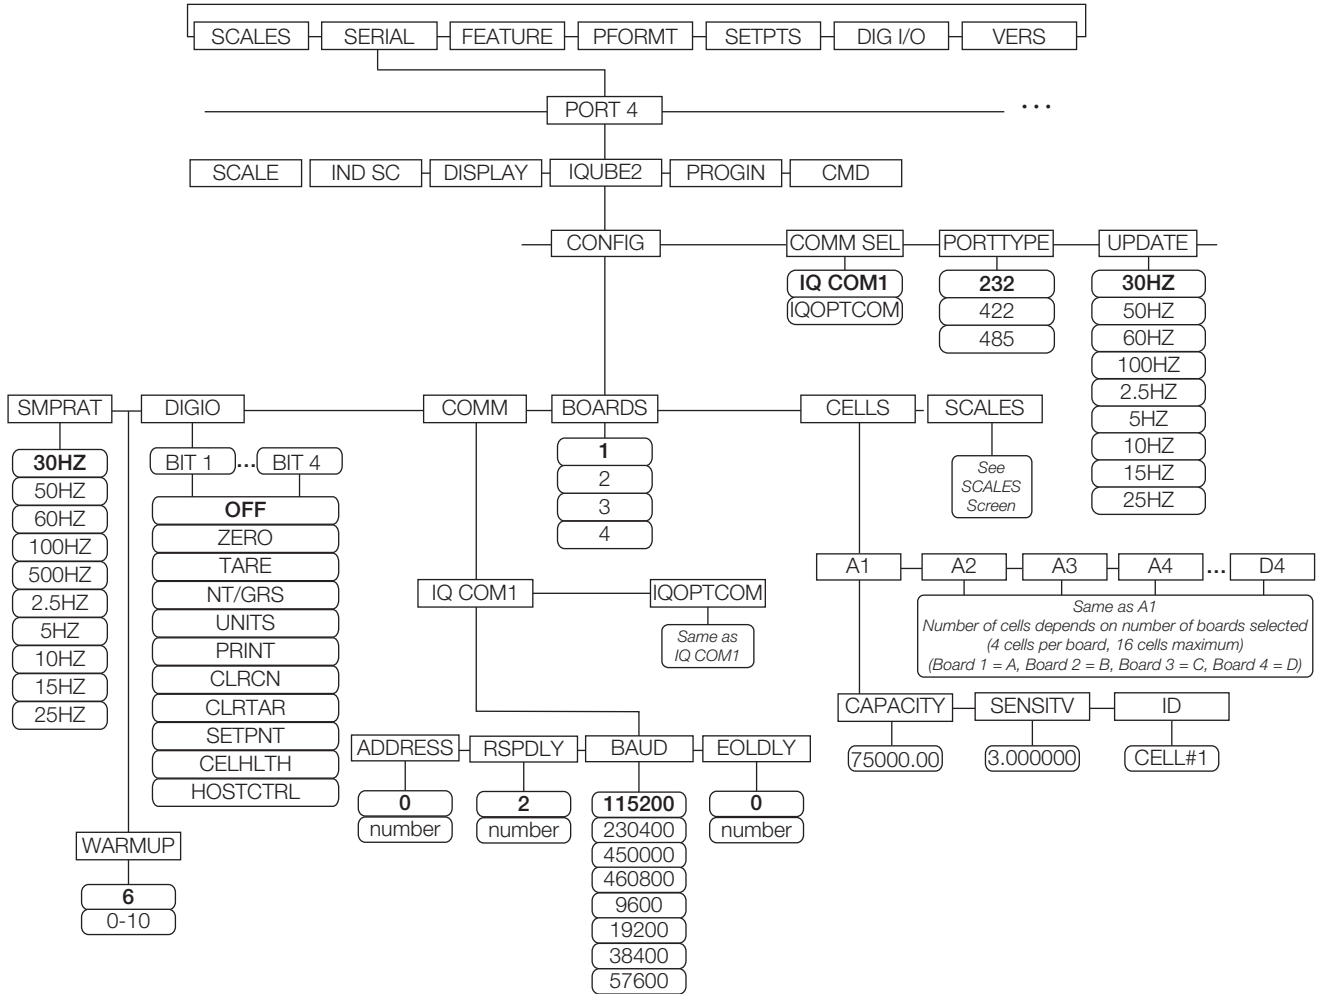 SCALES SERIAL FEATURE PFORMT SETPTS DIG I/O VERS
PORT 4
...
SCALE IND SC DISPLAY IQUBE2 PROGIN CMD
CONFIG COMM SEL PORTTYPE UPDATE
IQ COM1
IQOPTCOM
232
422
485
30HZ
50HZ
60HZ
100HZ
2.5HZ
5HZ
10HZ
15HZ
25HZ
SMPRAT DIGIO COMM BOARDS CELLS SCALES
30HZ
50HZ
60HZ
100HZ
500HZ
2.5HZ
5HZ
10HZ
15HZ
25HZ
BIT 1 ... BIT 4
OFF
ZERO
TARE
NT/GRS
UNITS
PRINT
CLRCN
CLRTAR
SETPNT
CELHLTH
HOSTCTRL
1
2
3
4
See
SCALES
Screen
IQ COM1 IQOPTCOM
Same as
IQ COM1
A1 A2 A3 A4 ... D4
Same as A1
Number of cells depends on number of boards selected
(4 cells per board, 16 cells maximum)
(Board 1 = A, Board 2 = B, Board 3 = C, Board 4 = D)
CAPACITY SENSITV ID
75000.00 3.000000 CELL#1
ADDRESS RSPDLY BAUD EOLDLY
0
number
2
number
115200
230400
450000
460800
9600
19200
38400
57600
0
number
WARMUP
6
0-10